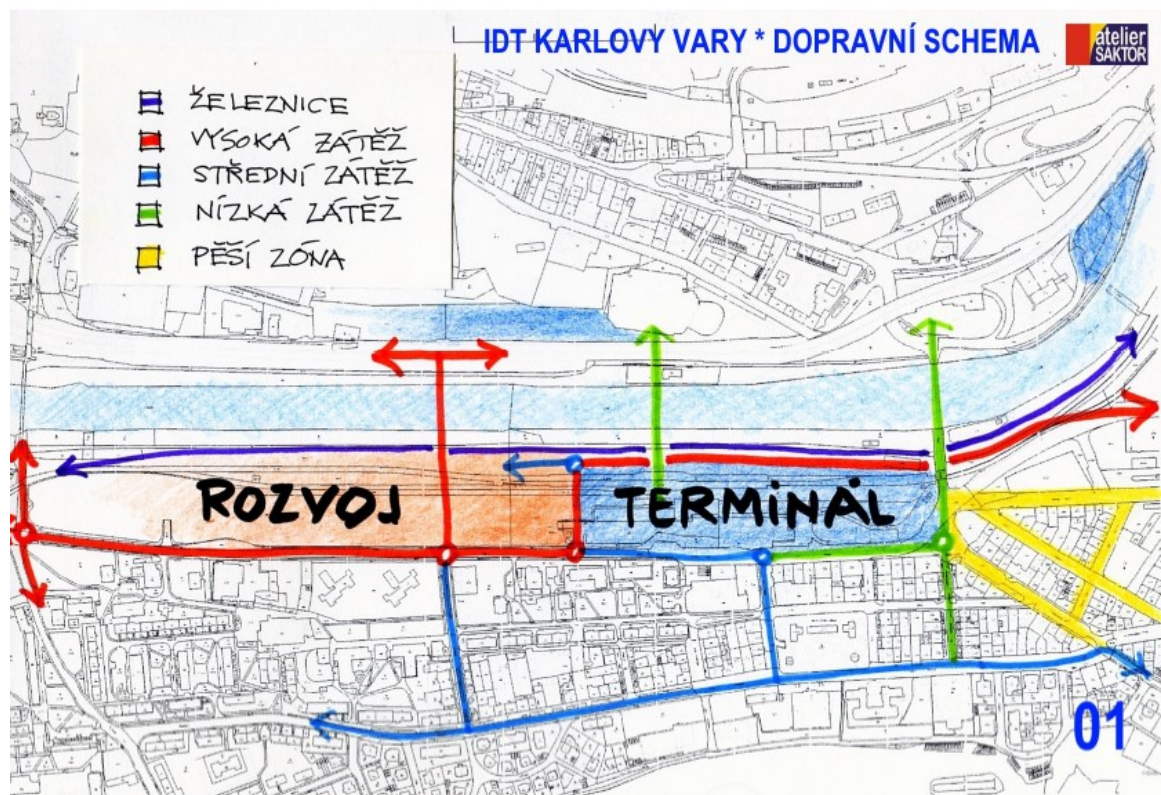 IDT KARLOVY VARY * DOPRAVNÍ SCHEMA
atelier
SAKTOR
ŽELEZNICE
VYSOKÁ ZÁTĚŽ
STŘEDNÍ ZÁTĚŽ
NÍZKÁ ZÁTĚŽ
PĚŠÍ ZÓNA
ROZVOJ
TERMINÁL
01